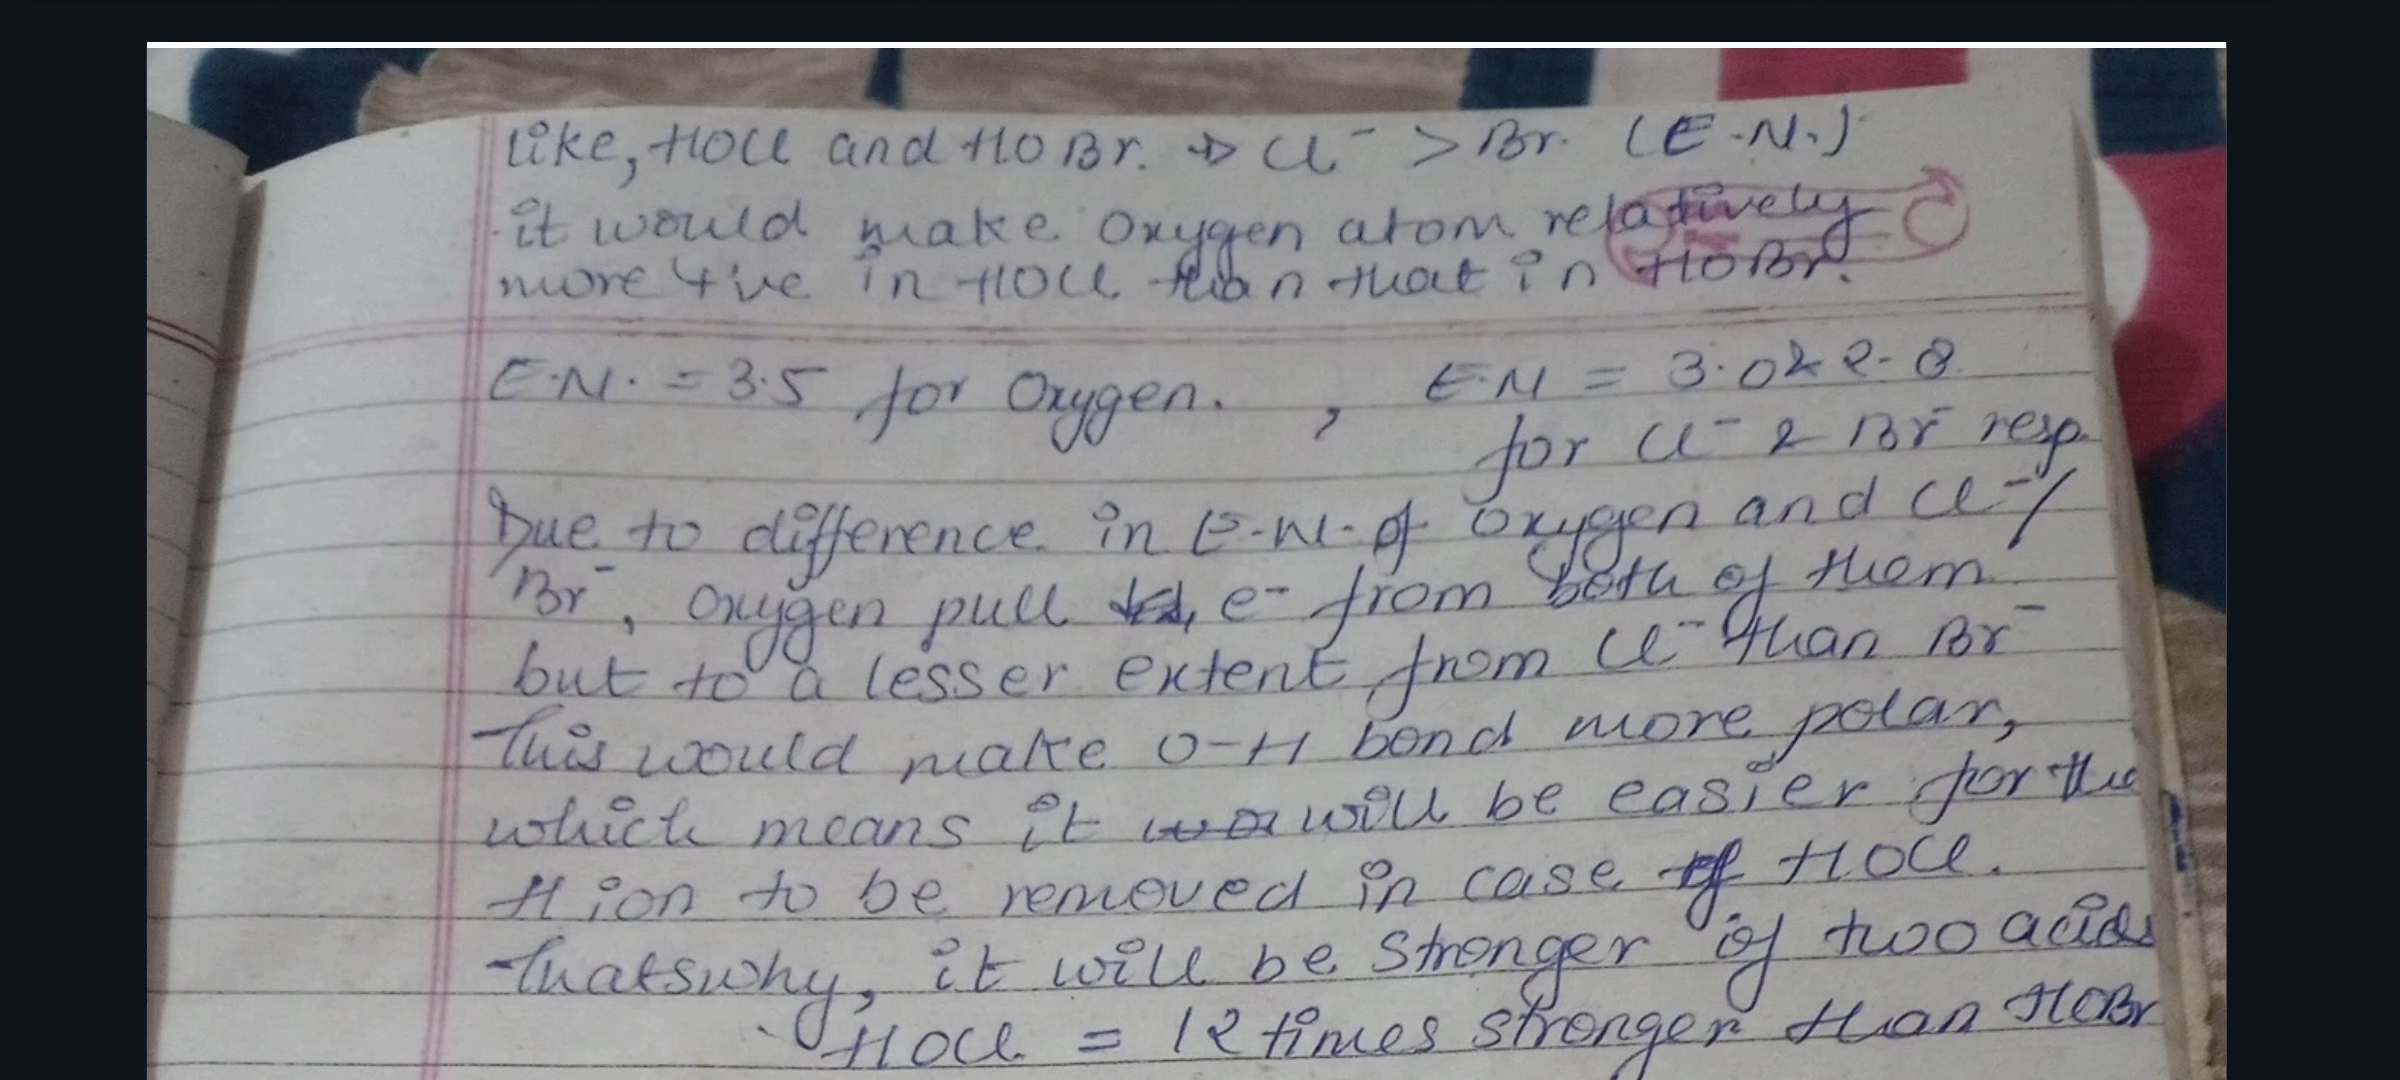 like, HOCl and HOBr. ⇒ Cl⁻ > Br. (E.N.)
it would make oxygen atom relatively
more +ive in HOCl than that in HOBr.
E.N. = 3.5 for Oxygen. , E.N = 3.0 & 2.8
for Cl⁻ & Br⁻ resp.
Due to difference in E.N. of oxygen and Cl⁻/
Br⁻, oxygen pull e⁻ from both of them
but to a lesser extent from Cl⁻ than Br⁻
This would make O-H bond more polar,
which means it will be easier for the
H ion to be removed in case of HOCl.
Thatswhy, it will be stronger of two acids
HOCl = 12 times stronger than HOBr